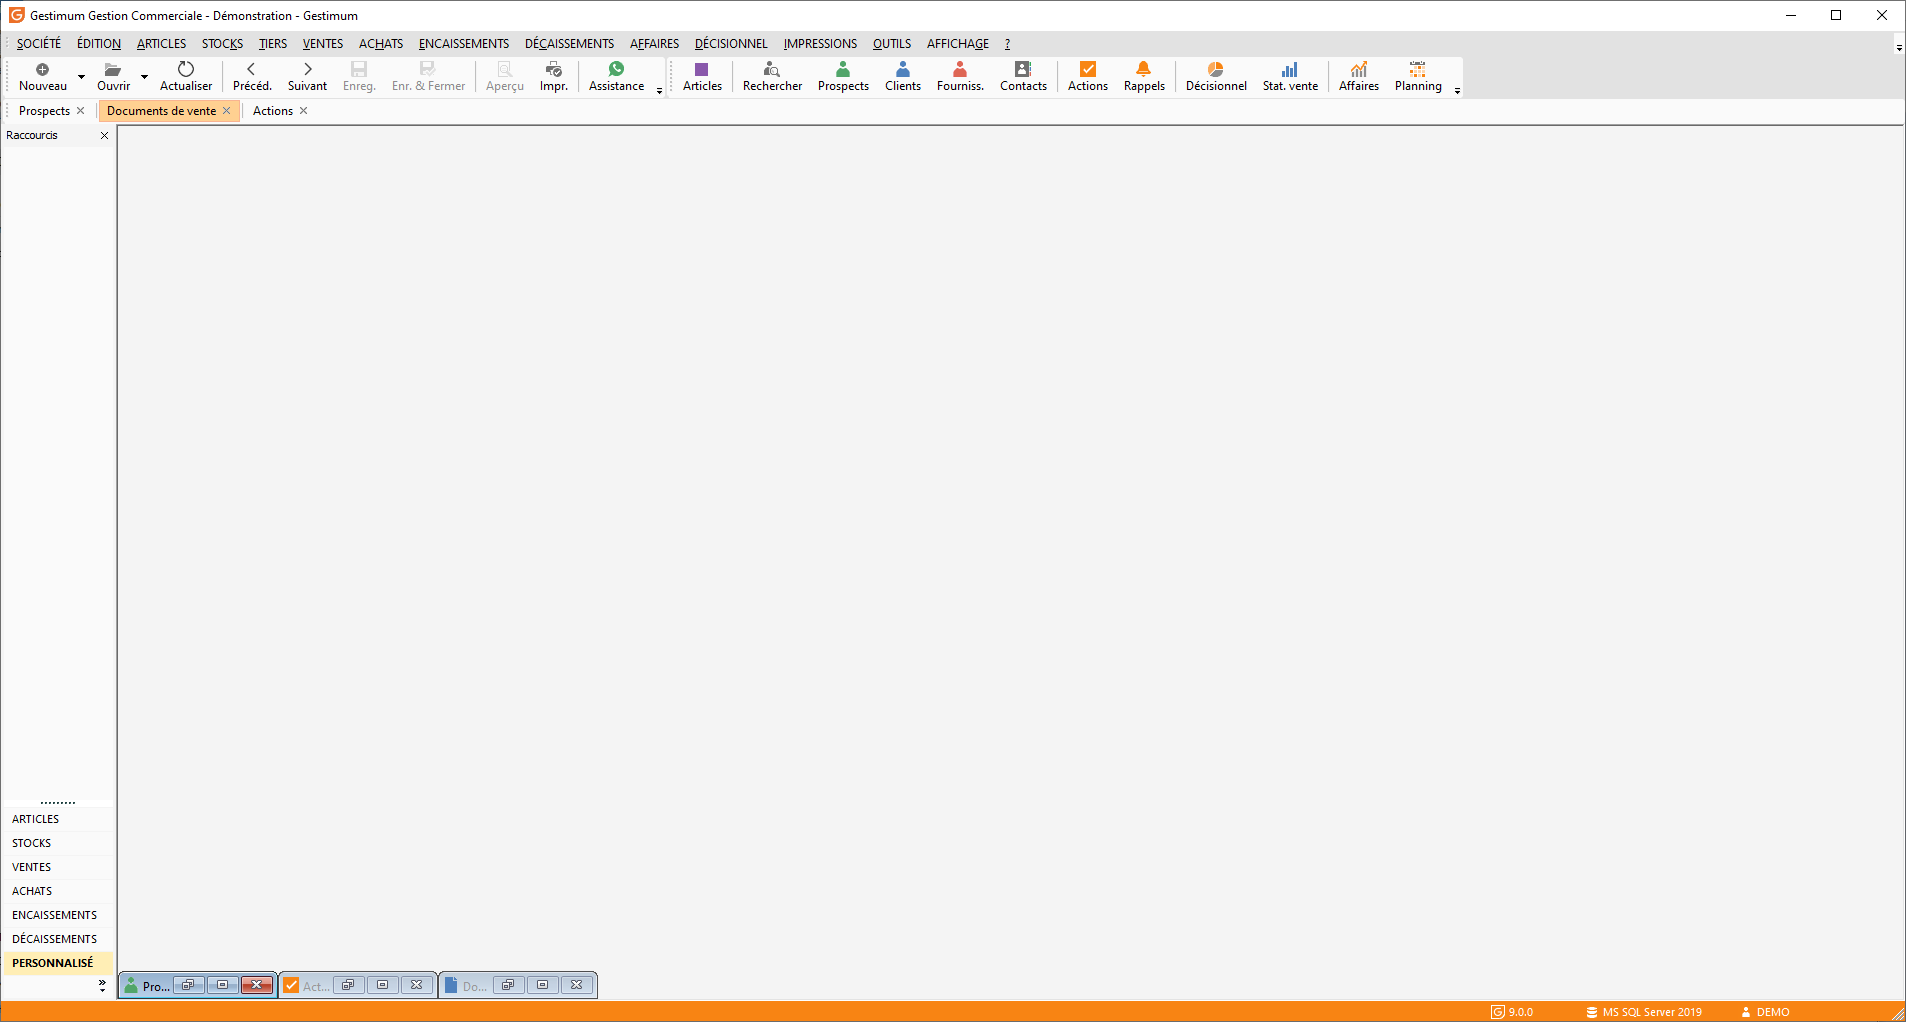 Gestimum Gestion Commerciale - Démonstration - Gestimum
SOCIÉTÉ ÉDITION ARTICLES STOCKS TIERS VENTES ACHATS ENCAISSEMENTS DÉCAISSEMENTS AFFAIRES DÉCISIONNEL IMPRESSIONS OUTILS AFFICHAGE ?
Nouveau Ouvrir Actualiser Précéd. Suivant Enreg. Enr. & Fermer Aperçu Impr. Assistance Articles Rechercher Prospects Clients Fourniss. Contacts Actions Rappels Décisionnel Stat. vente Affaires Planning
Prospects Documents de vente Actions
Raccourcis
ARTICLES
STOCKS
VENTES
ACHATS
ENCAISSEMENTS
DÉCAISSEMENTS
PERSONNALISÉ
Pro... Act... Do...
9.0.0 MS SQL Server 2019 DEMO